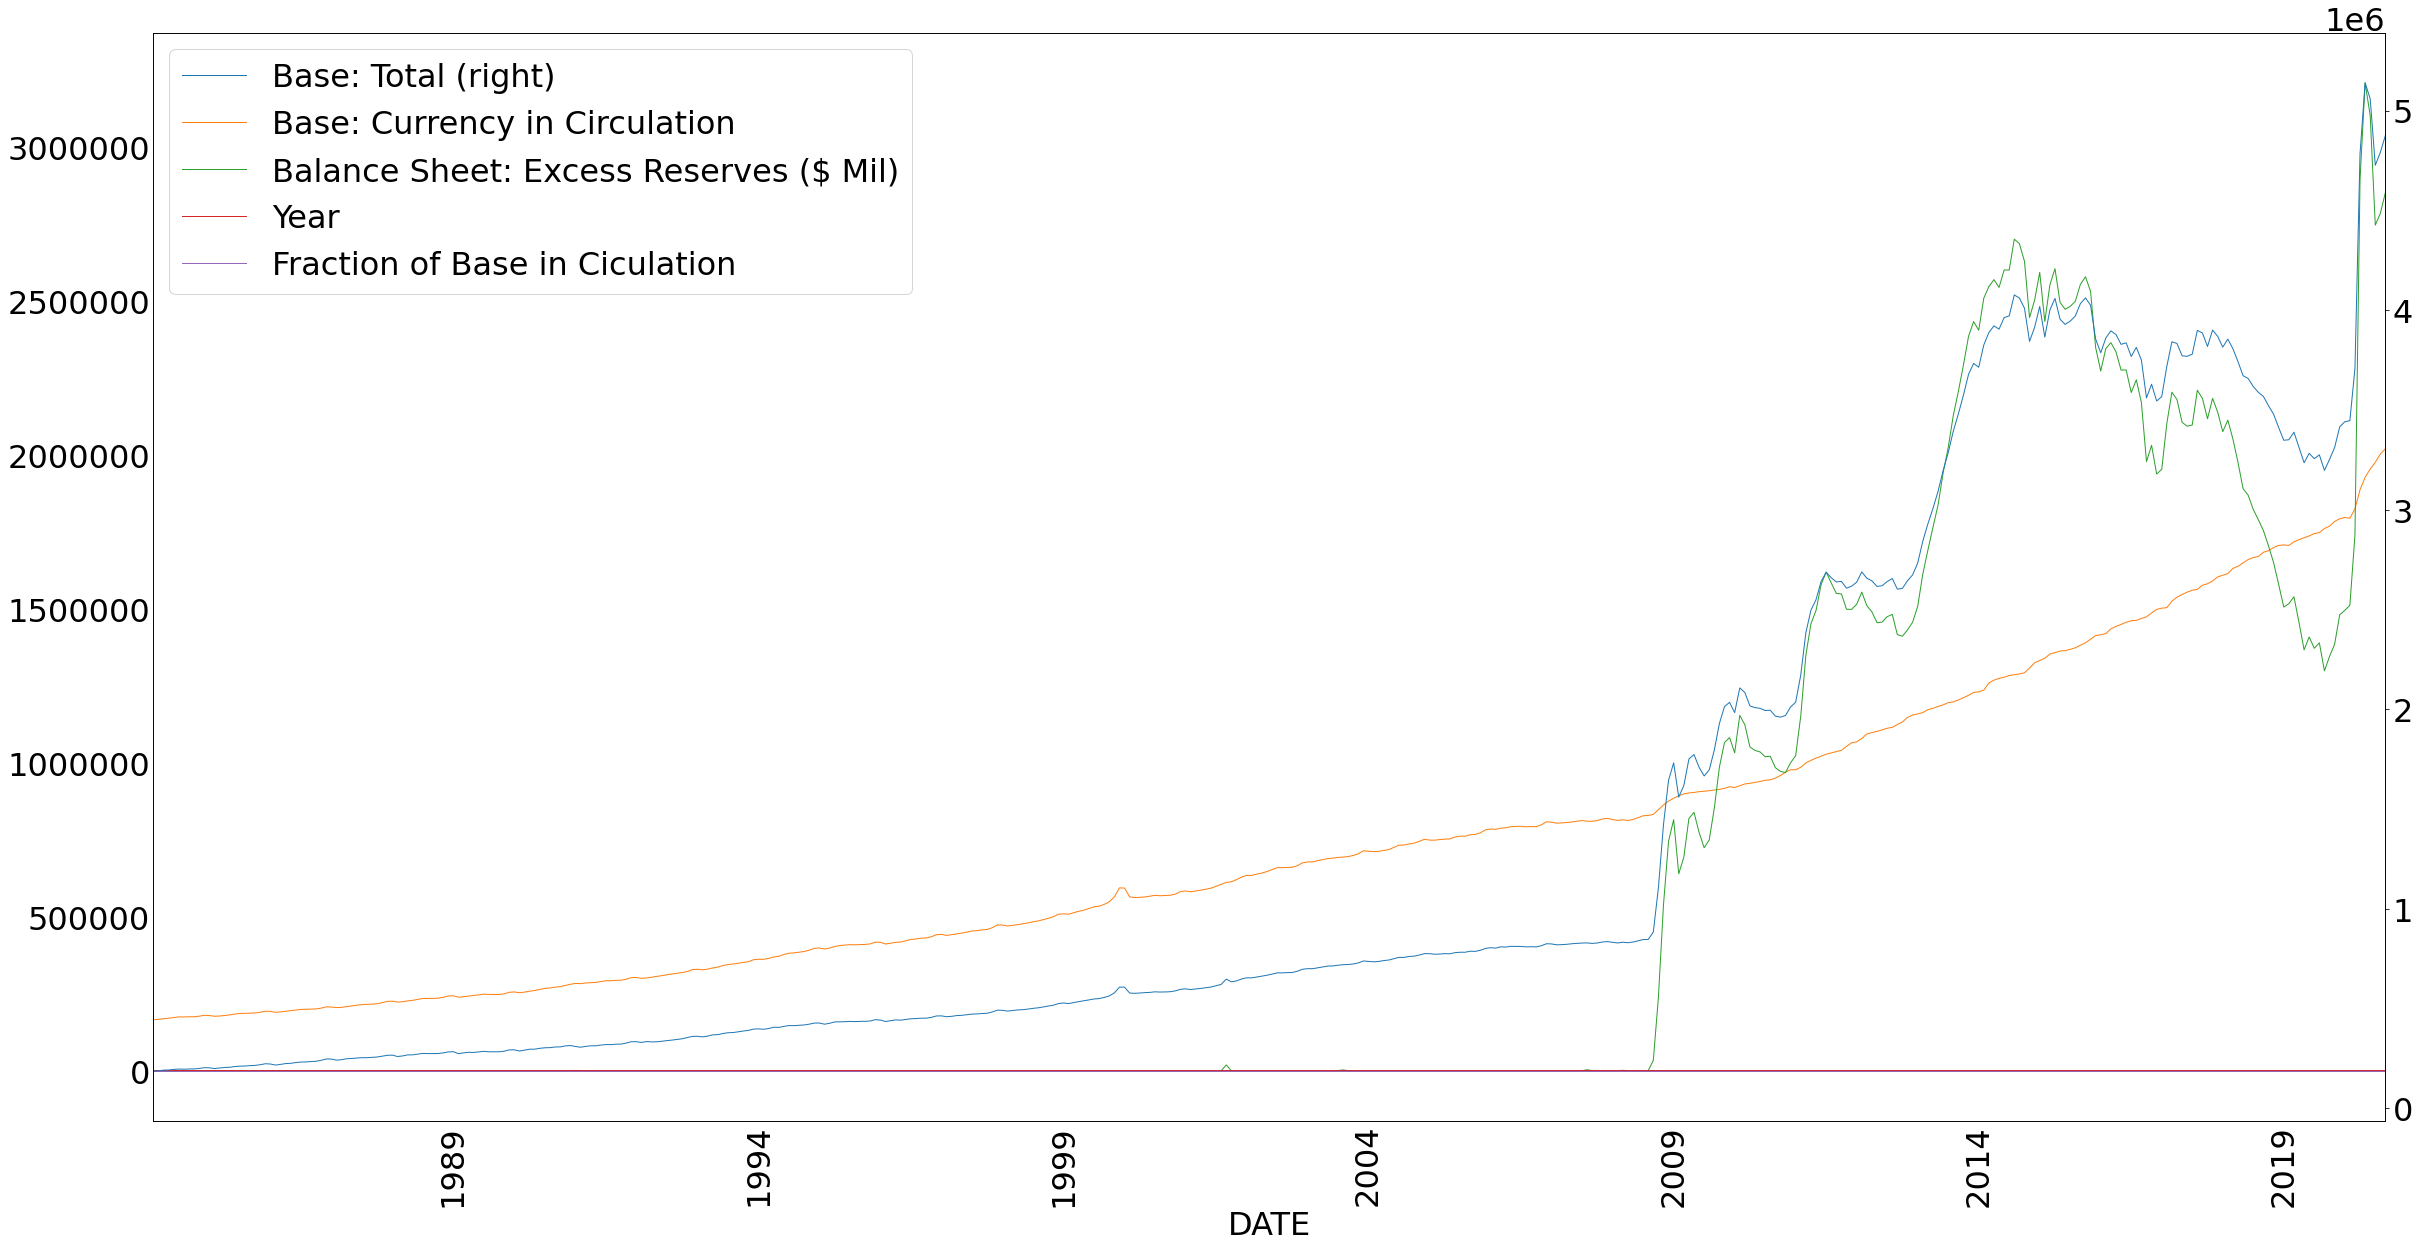 1e6
Base: Total (right)
Base: Currency in Circulation
Balance Sheet: Excess Reserves ($ Mil)
Year
Fraction of Base in Ciculation
3000000
2500000
2000000
1500000
1000000
500000
0
5
4
3
2
1
0
1989
1994
1999
2004
2009
2014
2019
DATE